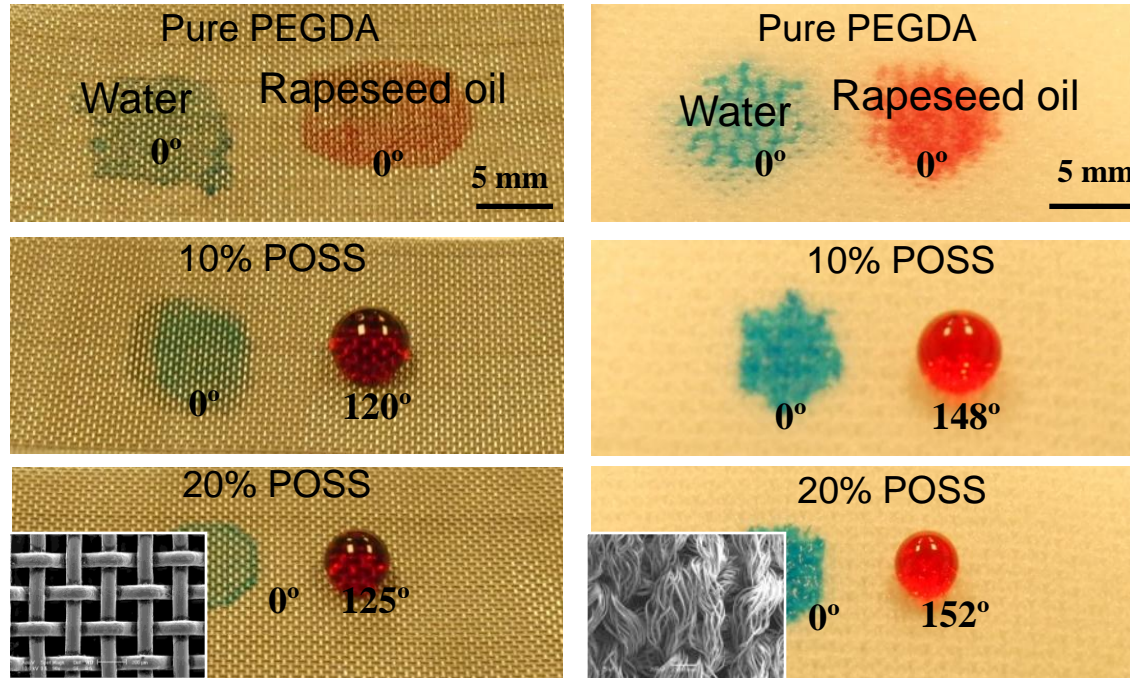 Pure PEGDA
Water
Rapeseed oil
0º
0º
5 mm
Pure PEGDA
Water
Rapeseed oil
0º
0º
5 mm
10% POSS
0º
120º
10% POSS
0º
148º
20% POSS
0º
125º
20% POSS
0º
152º